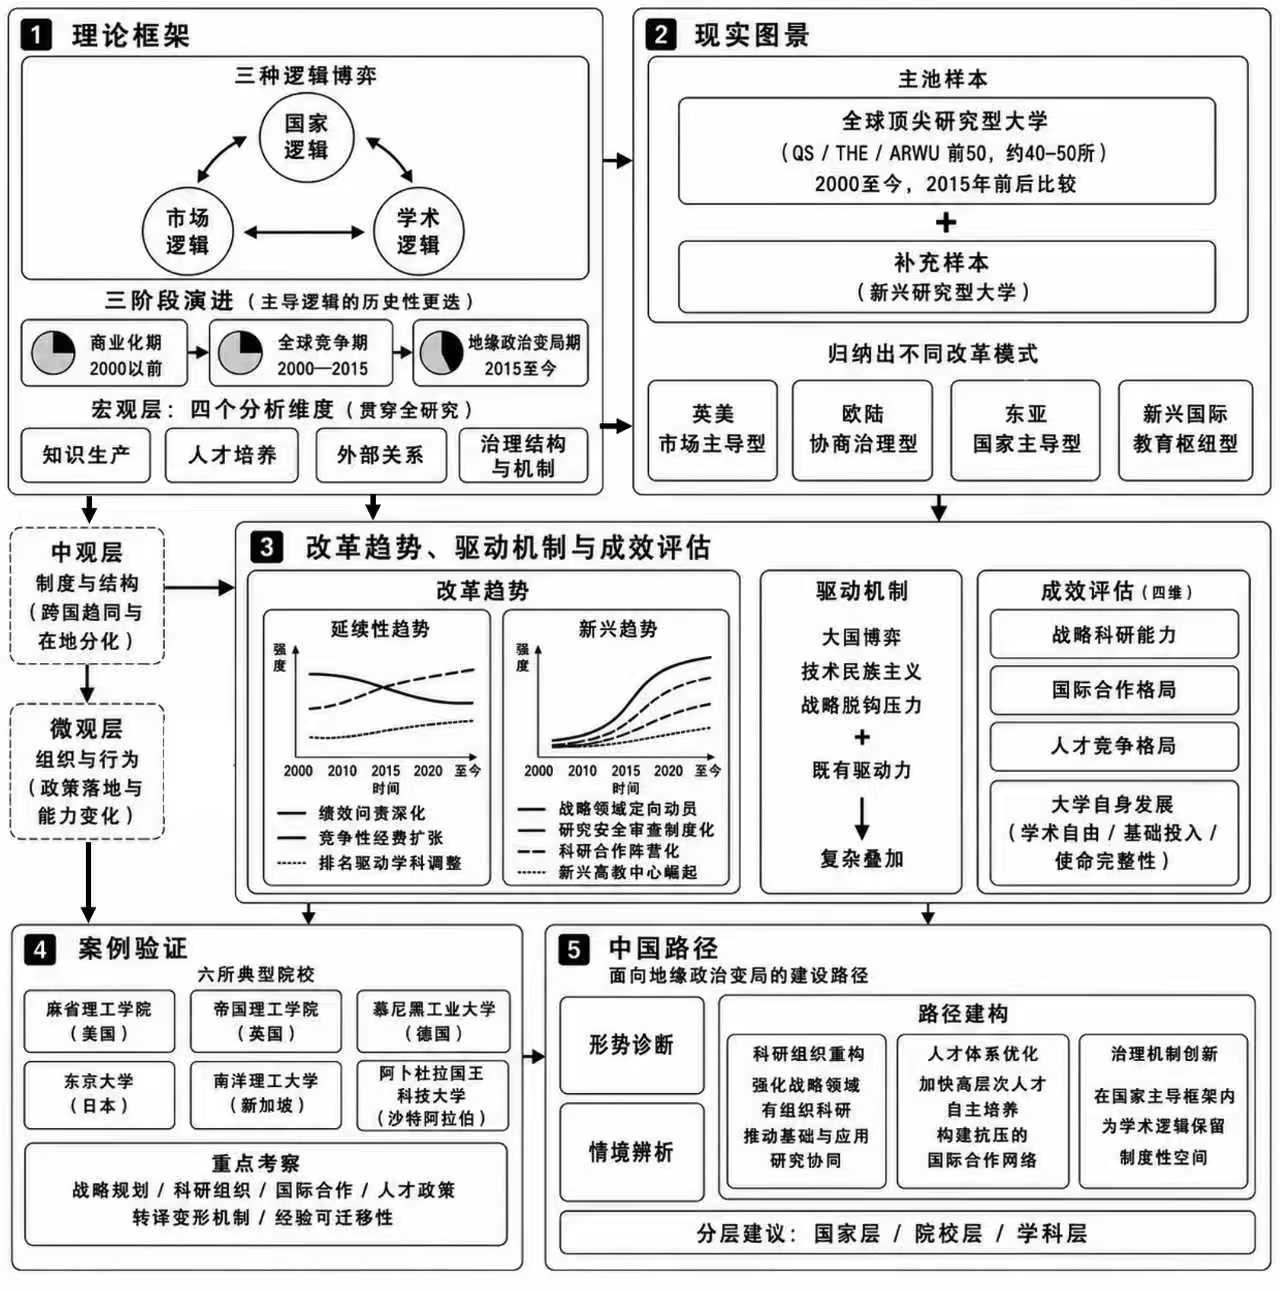 1 理论框架
三种逻辑博弈
国家
逻辑
市场
逻辑
学术
逻辑
三阶段演进（主导逻辑的历史性更迭）
商业化期
2000以前
全球竞争期
2000—2015
地缘政治变局期
2015至今
宏观层：四个分析维度（贯穿全研究）
知识生产
人才培养
外部关系
治理结构
与机制
2 现实图景
主池样本
全球顶尖研究型大学
（QS / THE / ARWU 前50，约40–50所）
2000至今，2015年前后比较
+
补充样本
（新兴研究型大学）
归纳出不同改革模式
英美
市场主导型
欧陆
协商治理型
东亚
国家主导型
新兴国际
教育枢纽型
中观层
制度与结构
（跨国趋同与
在地分化）
微观层
组织与行为
（政策落地与
能力变化）
3 改革趋势、驱动机制与成效评估
改革趋势
延续性趋势
强
度
2000 2010 2015 2020 至今
时间
绩效问责深化
竞争性经费扩张
排名驱动学科调整
新兴趋势
强
度
2000 2010 2015 2020 至今
时间
战略领域定向动员
研究安全审查制度化
科研合作阵营化
新兴高教中心崛起
驱动机制
大国博弈
技术民族主义
战略脱钩压力
+
既有驱动力
复杂叠加
成效评估（四维）
战略科研能力
国际合作格局
人才竞争格局
大学自身发展
（学术自由 / 基础投入 /
使命完整性）
4 案例验证
六所典型院校
麻省理工学院
（美国）
帝国理工学院
（英国）
慕尼黑工业大学
（德国）
东京大学
（日本）
南洋理工大学
（新加坡）
阿卜杜拉国王
科技大学
（沙特阿拉伯）
重点考察
战略规划 / 科研组织 / 国际合作 / 人才政策
转译变形机制 / 经验可迁移性
5 中国路径
面向地缘政治变局的建设路径
形势诊断
情境辨析
路径建构
科研组织重构
强化战略领域
有组织科研
推动基础与应用
研究协同
人才体系优化
加快高层次人才
自主培养
构建抗压的
国际合作网络
治理机制创新
在国家主导框架内
为学术逻辑保留
制度性空间
分层建议：国家层 / 院校层 / 学科层